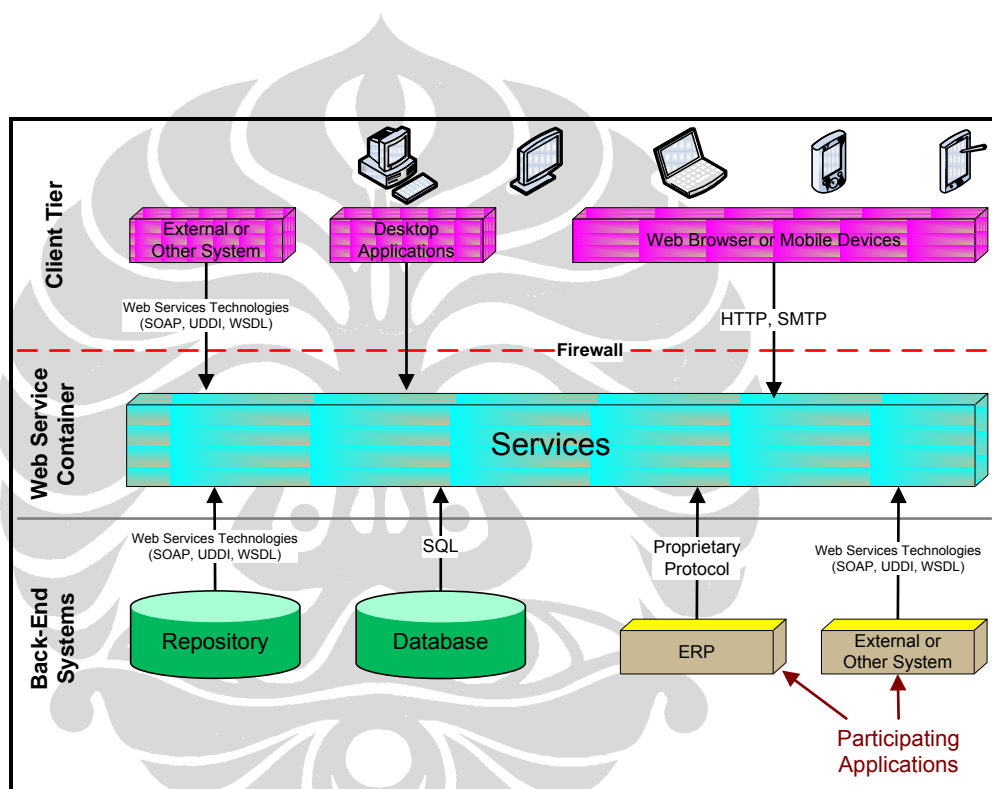 Client Tier
External or
Other System
Desktop
Applications
Web Browser or Mobile Devices
Web Services Technologies
(SOAP, UDDI, WSDL)
HTTP, SMTP
Firewall
Web Service
Container
Services
Back-End
Systems
Web Services Technologies
(SOAP, UDDI, WSDL)
SQL
Proprietary
Protocol
Web Services Technologies
(SOAP, UDDI, WSDL)
Repository
Database
ERP
External or
Other System
Participating
Applications